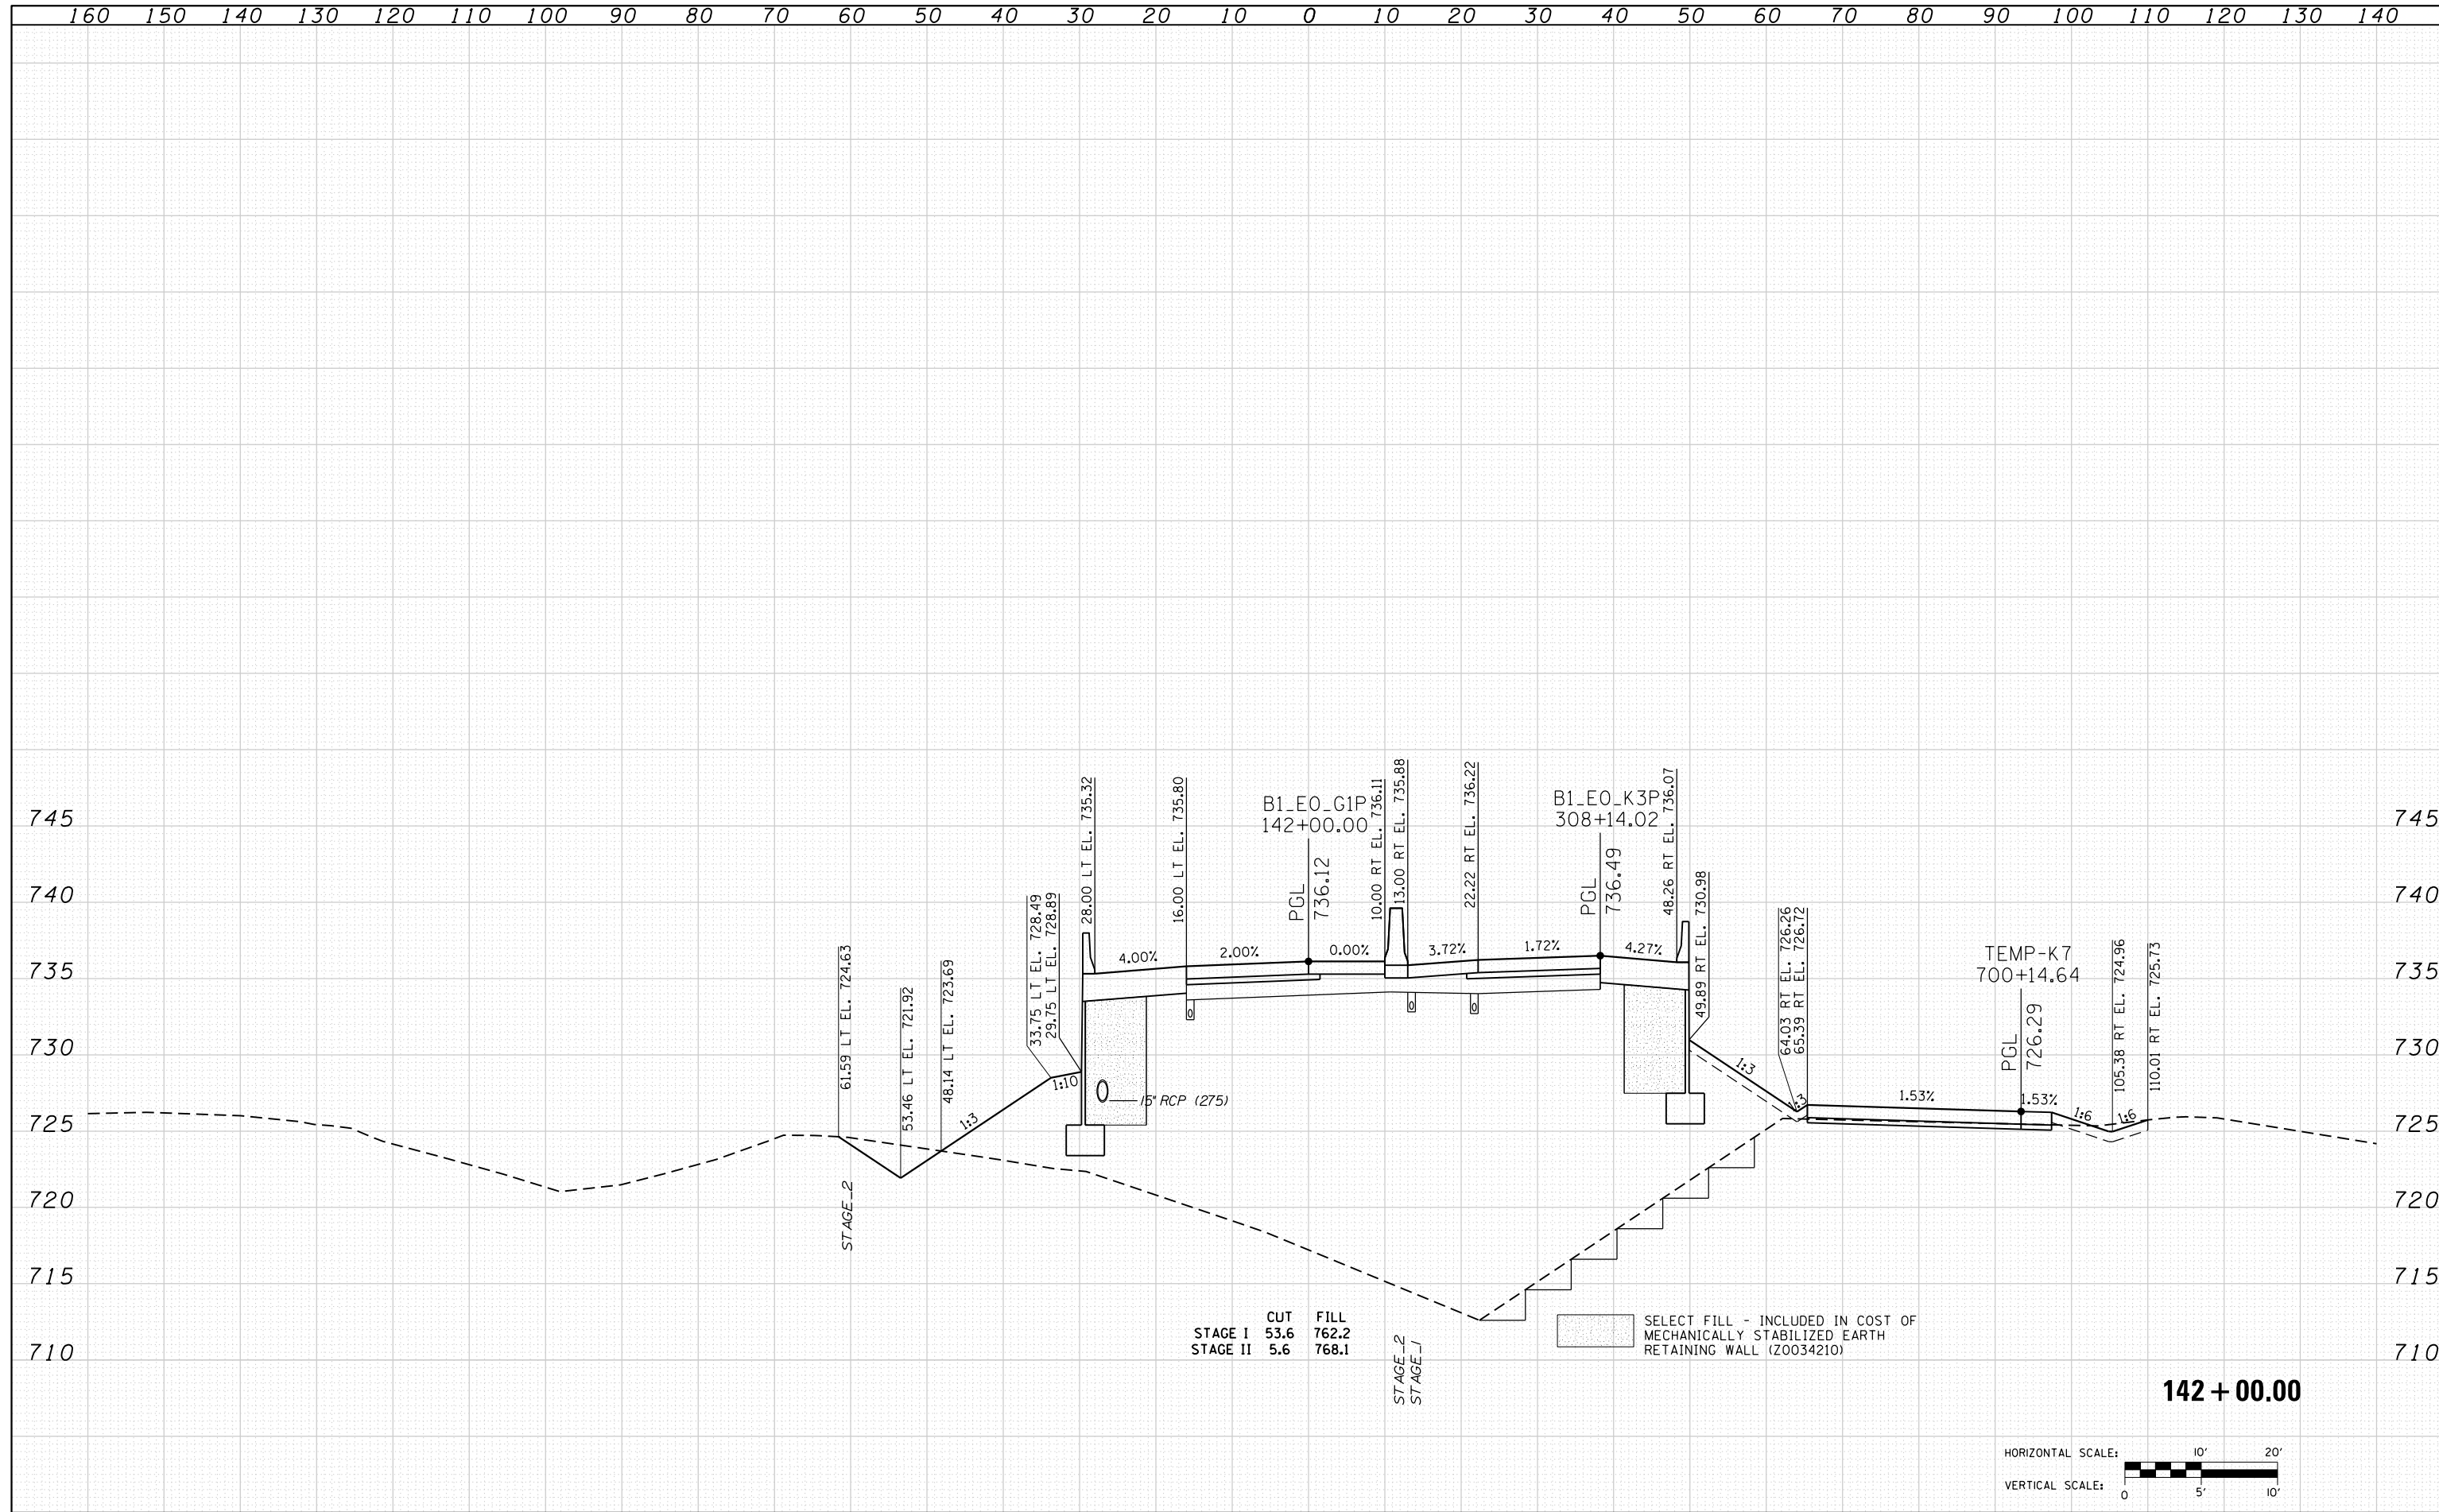 160 150 140 130 120 110 100 90 80 70 60 50 40 30 20 10 0 10 20 30 40 50 60 70 80 90 100 110 120 130 140
745
740
735
730
725
720
715
710
61.59 LT EL. 724.63
53.46 LT EL. 721.92
48.14 LT EL. 723.69
33.75 LT EL. 728.49
29.75 LT EL. 728.89
28.00 LT EL. 735.32
16.00 LT EL. 735.80
B1_EO_G1P
142+00.00
PGL
736.12
10.00 RT EL. 736.11
13.00 RT EL. 735.88
22.22 RT EL. 736.22
B1_EO_K3P
308+14.02
PGL
736.49
48.26 RT EL. 736.07
49.89 RT EL. 730.98
64.03 RT EL. 726.26
65.39 RT EL. 726.72
TEMP-K7
700+14.64
PGL
726.29
105.38 RT EL. 724.96
110.01 RT EL. 725.73
745
740
735
730
725
720
715
710
1:3
1:10
4.00%
2.00%
0.00%
3.72%
1.72%
4.27%
1:3
1:3
1.53%
1.53%
1:6
1:6
15" RCP (275)
STAGE_2
STAGE_2
STAGE_1
CUT FILL
STAGE I 53.6 762.2
STAGE II 5.6 768.1
SELECT FILL - INCLUDED IN COST OF
MECHANICALLY STABILIZED EARTH
RETAINING WALL (Z0034210)
142+00.00
HORIZONTAL SCALE: 10' 20'
VERTICAL SCALE: 0 5' 10'